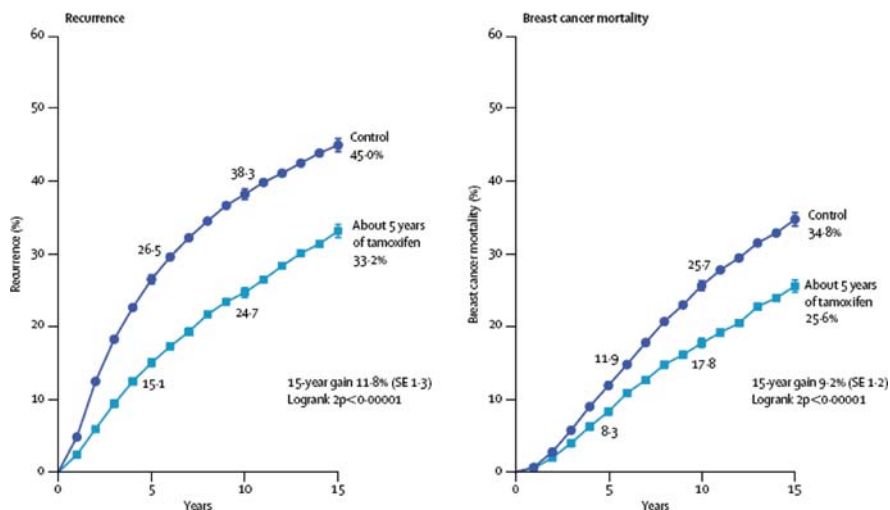 Recurrence
60
50
40
30
20
10
0
Recurrence (%)
0
5
10
15
Years
26·5
38·3
15·1
24·7
Control
45·0%
About 5 years
of tamoxifen
33·2%
15-year gain 11·8% (SE 1·3)
Logrank 2p<0·00001
Breast cancer mortality
60
50
40
30
20
10
0
Breast cancer mortality (%)
0
5
10
15
Years
11·9
25·7
8·3
17·8
Control
34·8%
About 5 years
of tamoxifen
25·6%
15-year gain 9·2% (SE 1·2)
Logrank 2p<0·00001